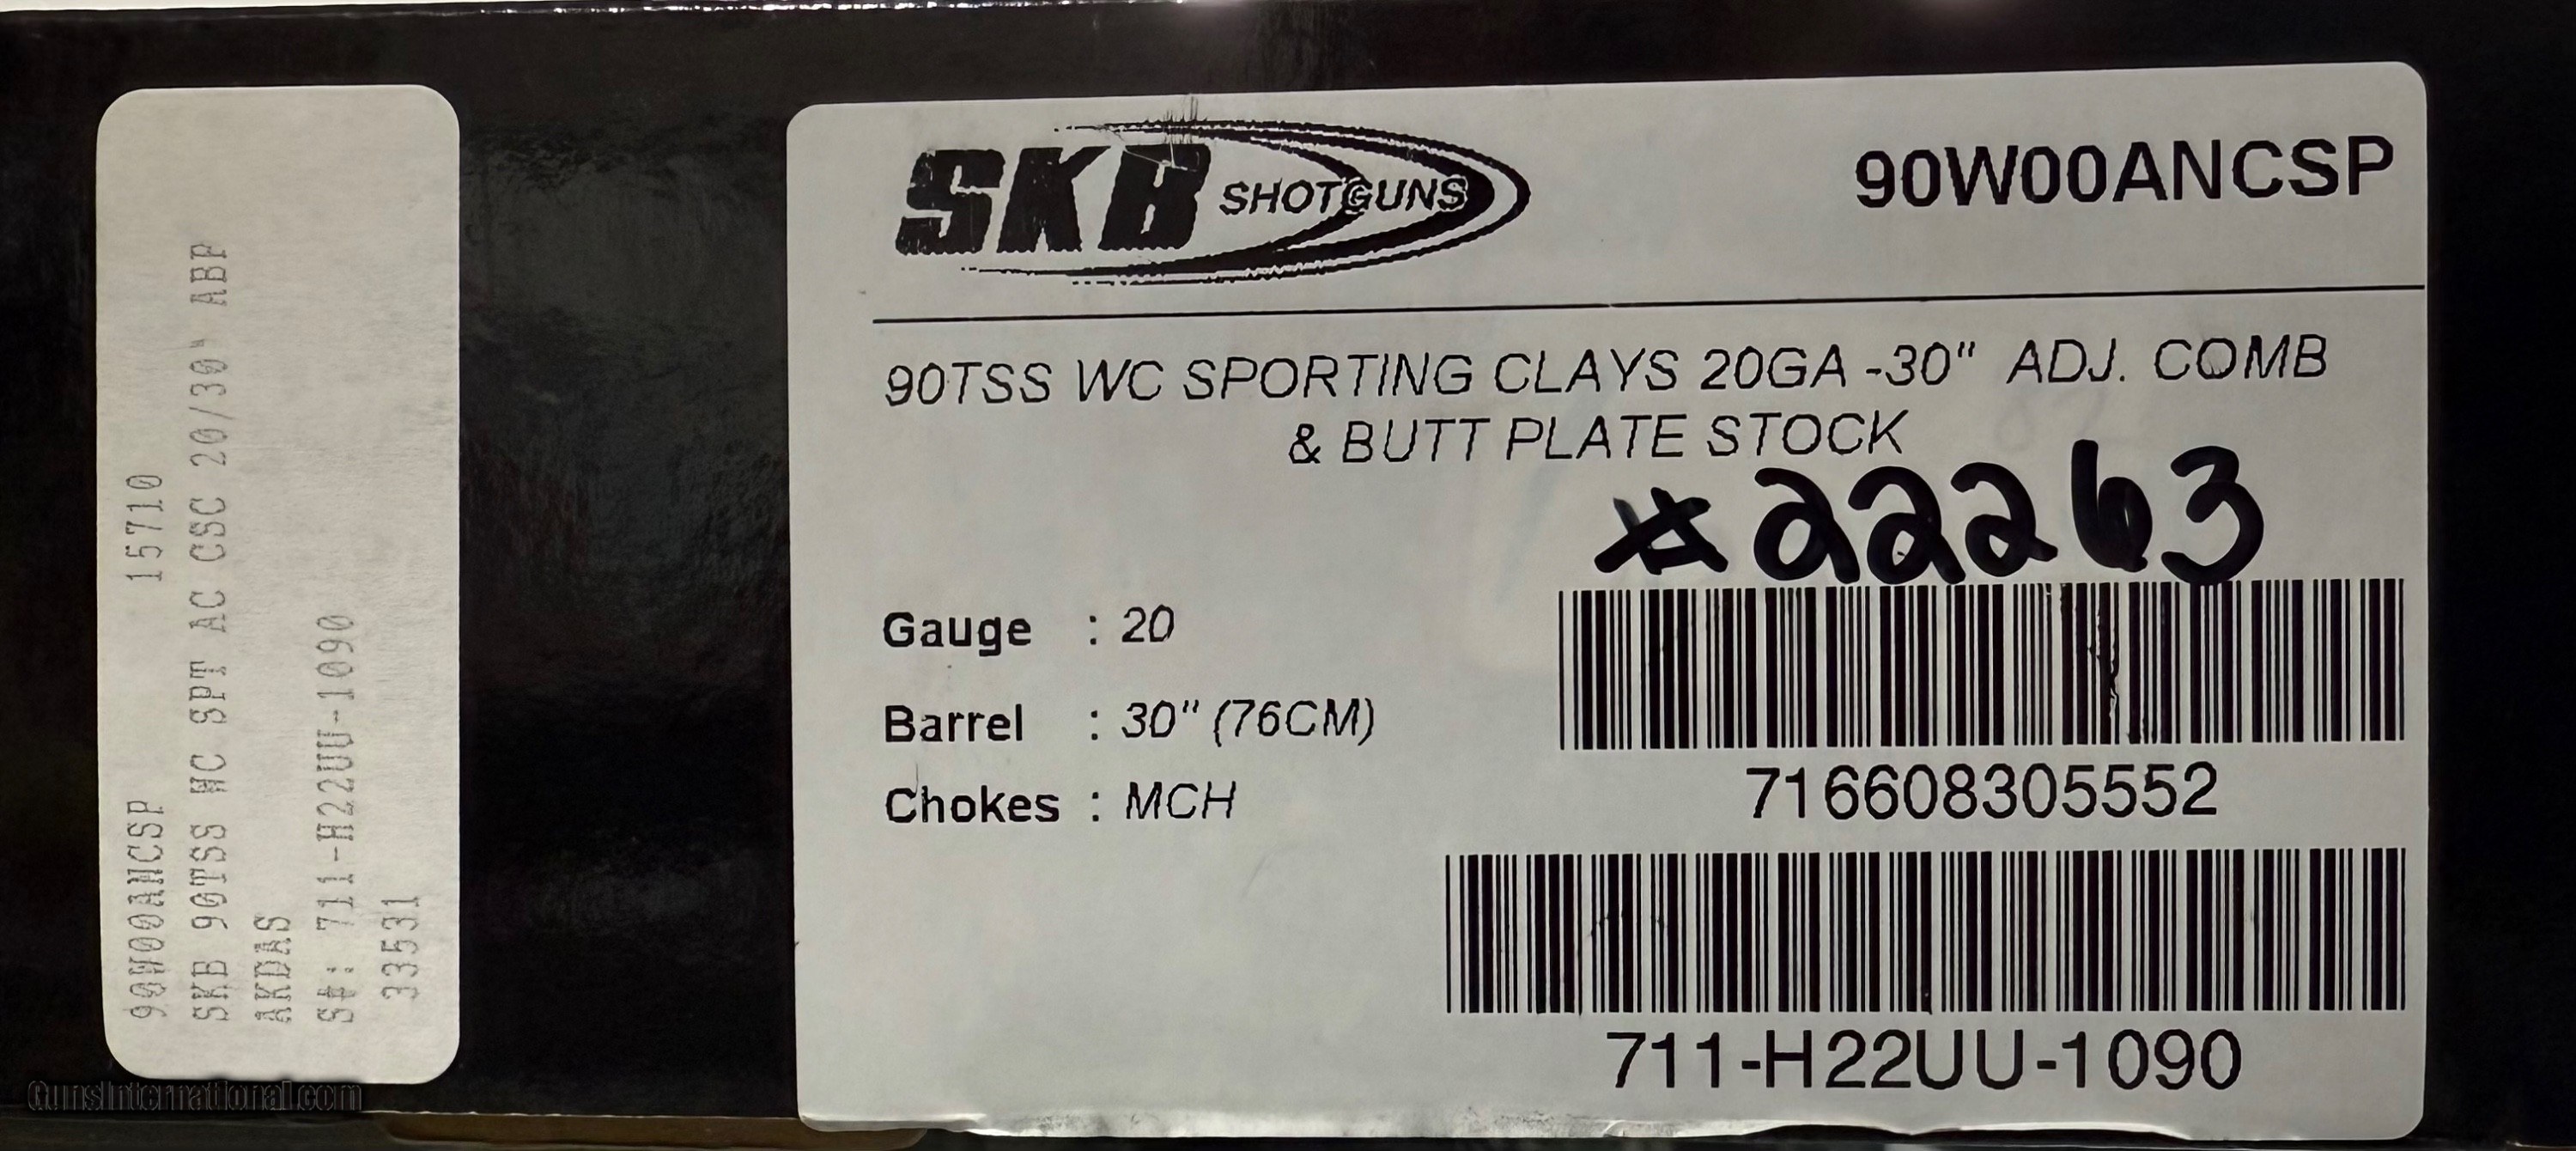 90W00ANCSP 15710
SKB 90TSS WC SPT AC CSC 20/30" ABP
AKDAS
S#: 711-H22UU-1090
33531
SKB SHOTGUNS
90W00ANCSP
90TSS WC SPORTING CLAYS 20GA -30" ADJ. COMB
& BUTT PLATE STOCK
#22263
Gauge : 20
Barrel : 30" (76CM)
Chokes : MCH
716608305552
711-H22UU-1090
GunsInternational.com